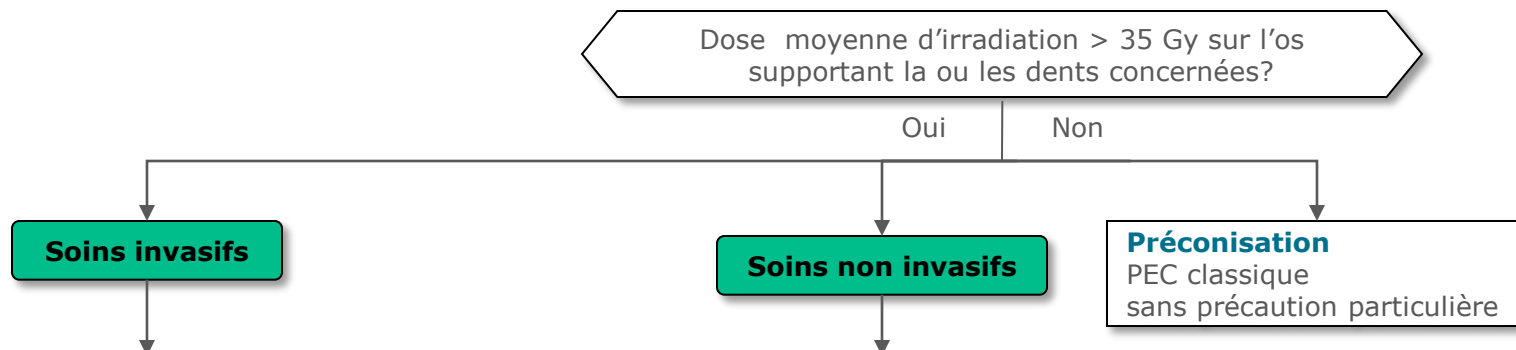 Dose moyenne d’irradiation > 35 Gy sur l’os
supportant la ou les dents concernées?
Oui
Non
Soins invasifs
Soins non invasifs
Préconisation
PEC classique
sans précaution particulière